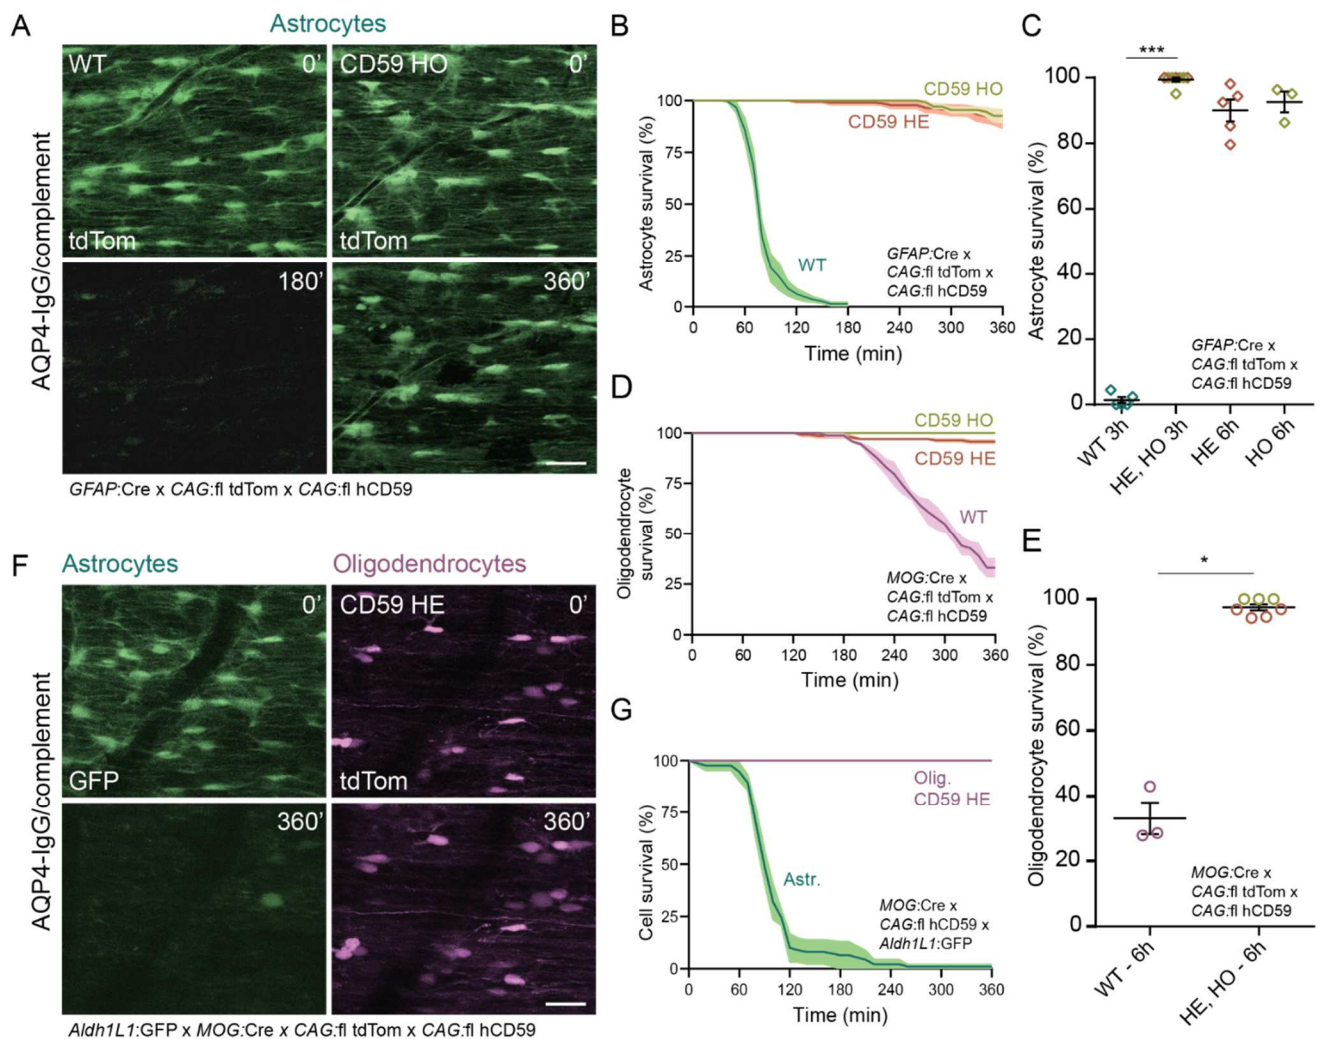 A
Astrocytes
AQP4-IgG/complement
WT
0’
tdTom
CD59 HO
0’
tdTom
180’
360’
GFAP:Cre x CAG:fl tdTom x CAG:fl hCD59
B
Astrocyte survival (%)
100
75
50
25
0
CD59 HO
CD59 HE
WT
GFAP:Cre x
CAG:fl tdTom x
CAG:fl hCD59
0 60 120 180 240 300 360
Time (min)
C
Astrocyte survival (%)
***
100
80
60
40
20
0
GFAP:Cre x
CAG:fl tdTom x
CAG:fl hCD59
WT 3h
HE, HO 3h
HE 6h
HO 6h
D
Oligodendrocyte
survival (%)
100
75
50
25
0
CD59 HO
CD59 HE
WT
MOG:Cre x
CAG:fl tdTom x
CAG:fl hCD59
0 60 120 180 240 300 360
Time (min)
E
Oligodendrocyte survival (%)
*
100
80
60
40
20
0
MOG:Cre x
CAG:fl tdTom x
CAG:fl hCD59
WT - 6h
HE, HO - 6h
F
Astrocytes
Oligodendrocytes
AQP4-IgG/complement
0’
GFP
CD59 HE
0’
tdTom
360’
360’
Aldh1L1:GFP x MOG:Cre x CAG:fl tdTom x CAG:fl hCD59
G
Cell survival (%)
100
75
50
25
0
Olig.
CD59 HE
Astr.
MOG:Cre x
CAG:fl hCD59 x
Aldh1L1:GFP
0 60 120 180 240 300 360
Time (min)